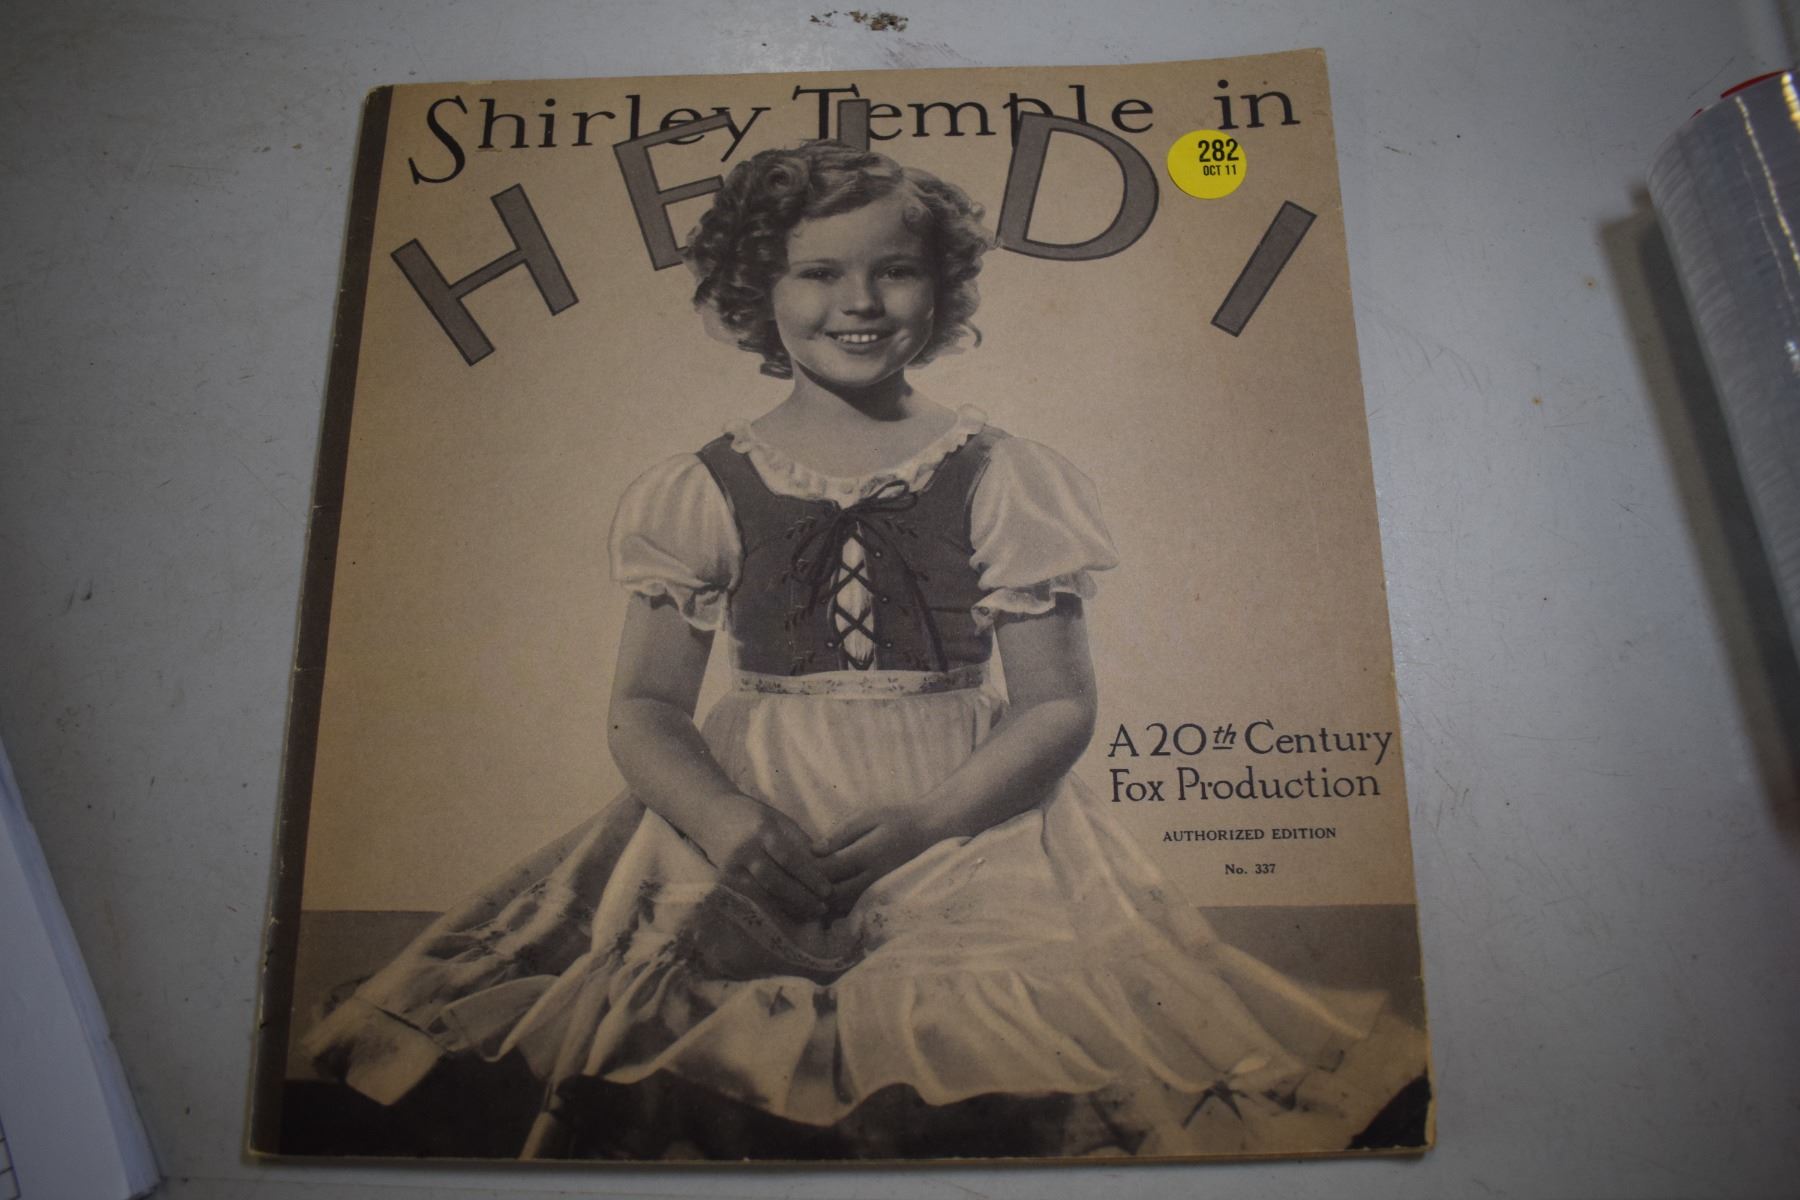 Shirley Temple in
HEIDI
282
OCT 11
A 20th Century
Fox Production
AUTHORIZED EDITION
No. 337